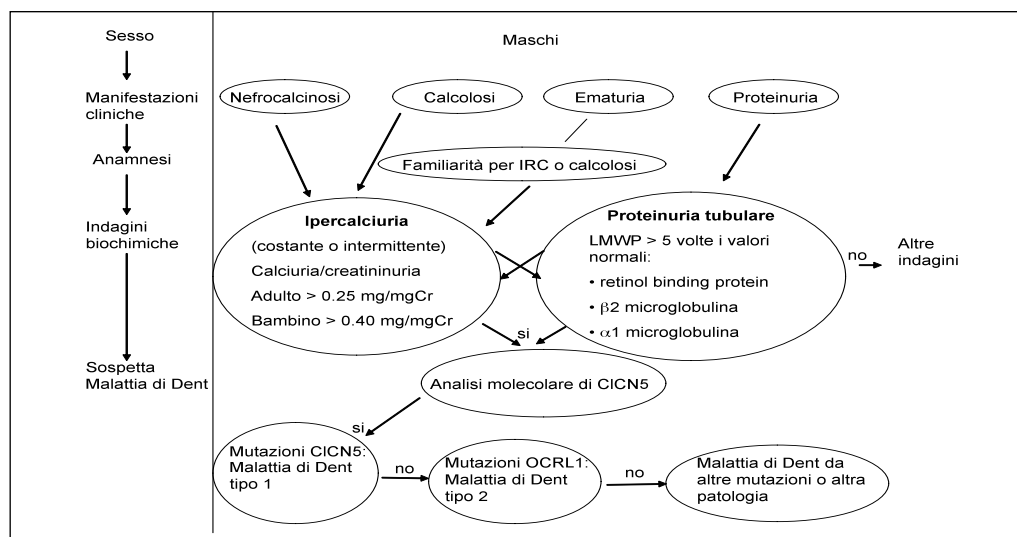 Sesso
Manifestazioni
cliniche
Anamnesi
Indagini
biochimiche
Sospetta
Malattia di Dent
Maschi
Nefrocalcinosi
Calcolosi
Ematuria
Proteinuria
Familiarità per IRC o calcolosi
Ipercalciuria
(costante o intermittente)
Calciuria/creatininuria
Adulto > 0.25 mg/mgCr
Bambino > 0.40 mg/mgCr
Proteinuria tubulare
LMWP > 5 volte i valori
normali:
• retinol binding protein
• β2 microglobulina
• α1 microglobulina
no
Altre
indagini
si
Analisi molecolare di ClCN5
si
Mutazioni ClCN5:
Malattia di Dent
tipo 1
no
Mutazioni OCRL1:
Malattia di Dent
tipo 2
no
Malattia di Dent da
altre mutazioni o altra
patologia